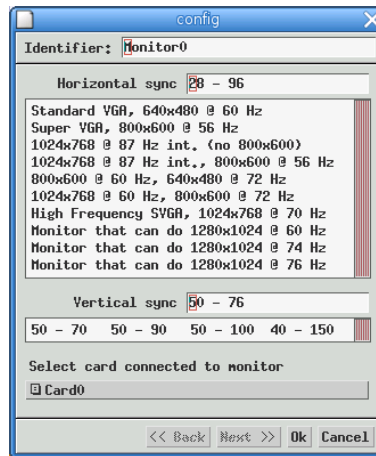 config
Identifier: Monitor0
Horizontal sync 28 - 96
Standard VGA, 640x480 @ 60 Hz
Super VGA, 800x600 @ 56 Hz
1024x768 @ 87 Hz int. (no 800x600)
1024x768 @ 87 Hz int., 800x600 @ 56 Hz
800x600 @ 60 Hz, 640x480 @ 72 Hz
1024x768 @ 60 Hz, 800x600 @ 72 Hz
High Frequency SVGA, 1024x768 @ 70 Hz
Monitor that can do 1280x1024 @ 60 Hz
Monitor that can do 1280x1024 @ 74 Hz
Monitor that can do 1280x1024 @ 76 Hz
Vertical sync 50 - 76
50 - 70 50 - 90 50 - 100 40 - 150
Select card connected to monitor
Card0
<< Back Next >> Ok Cancel